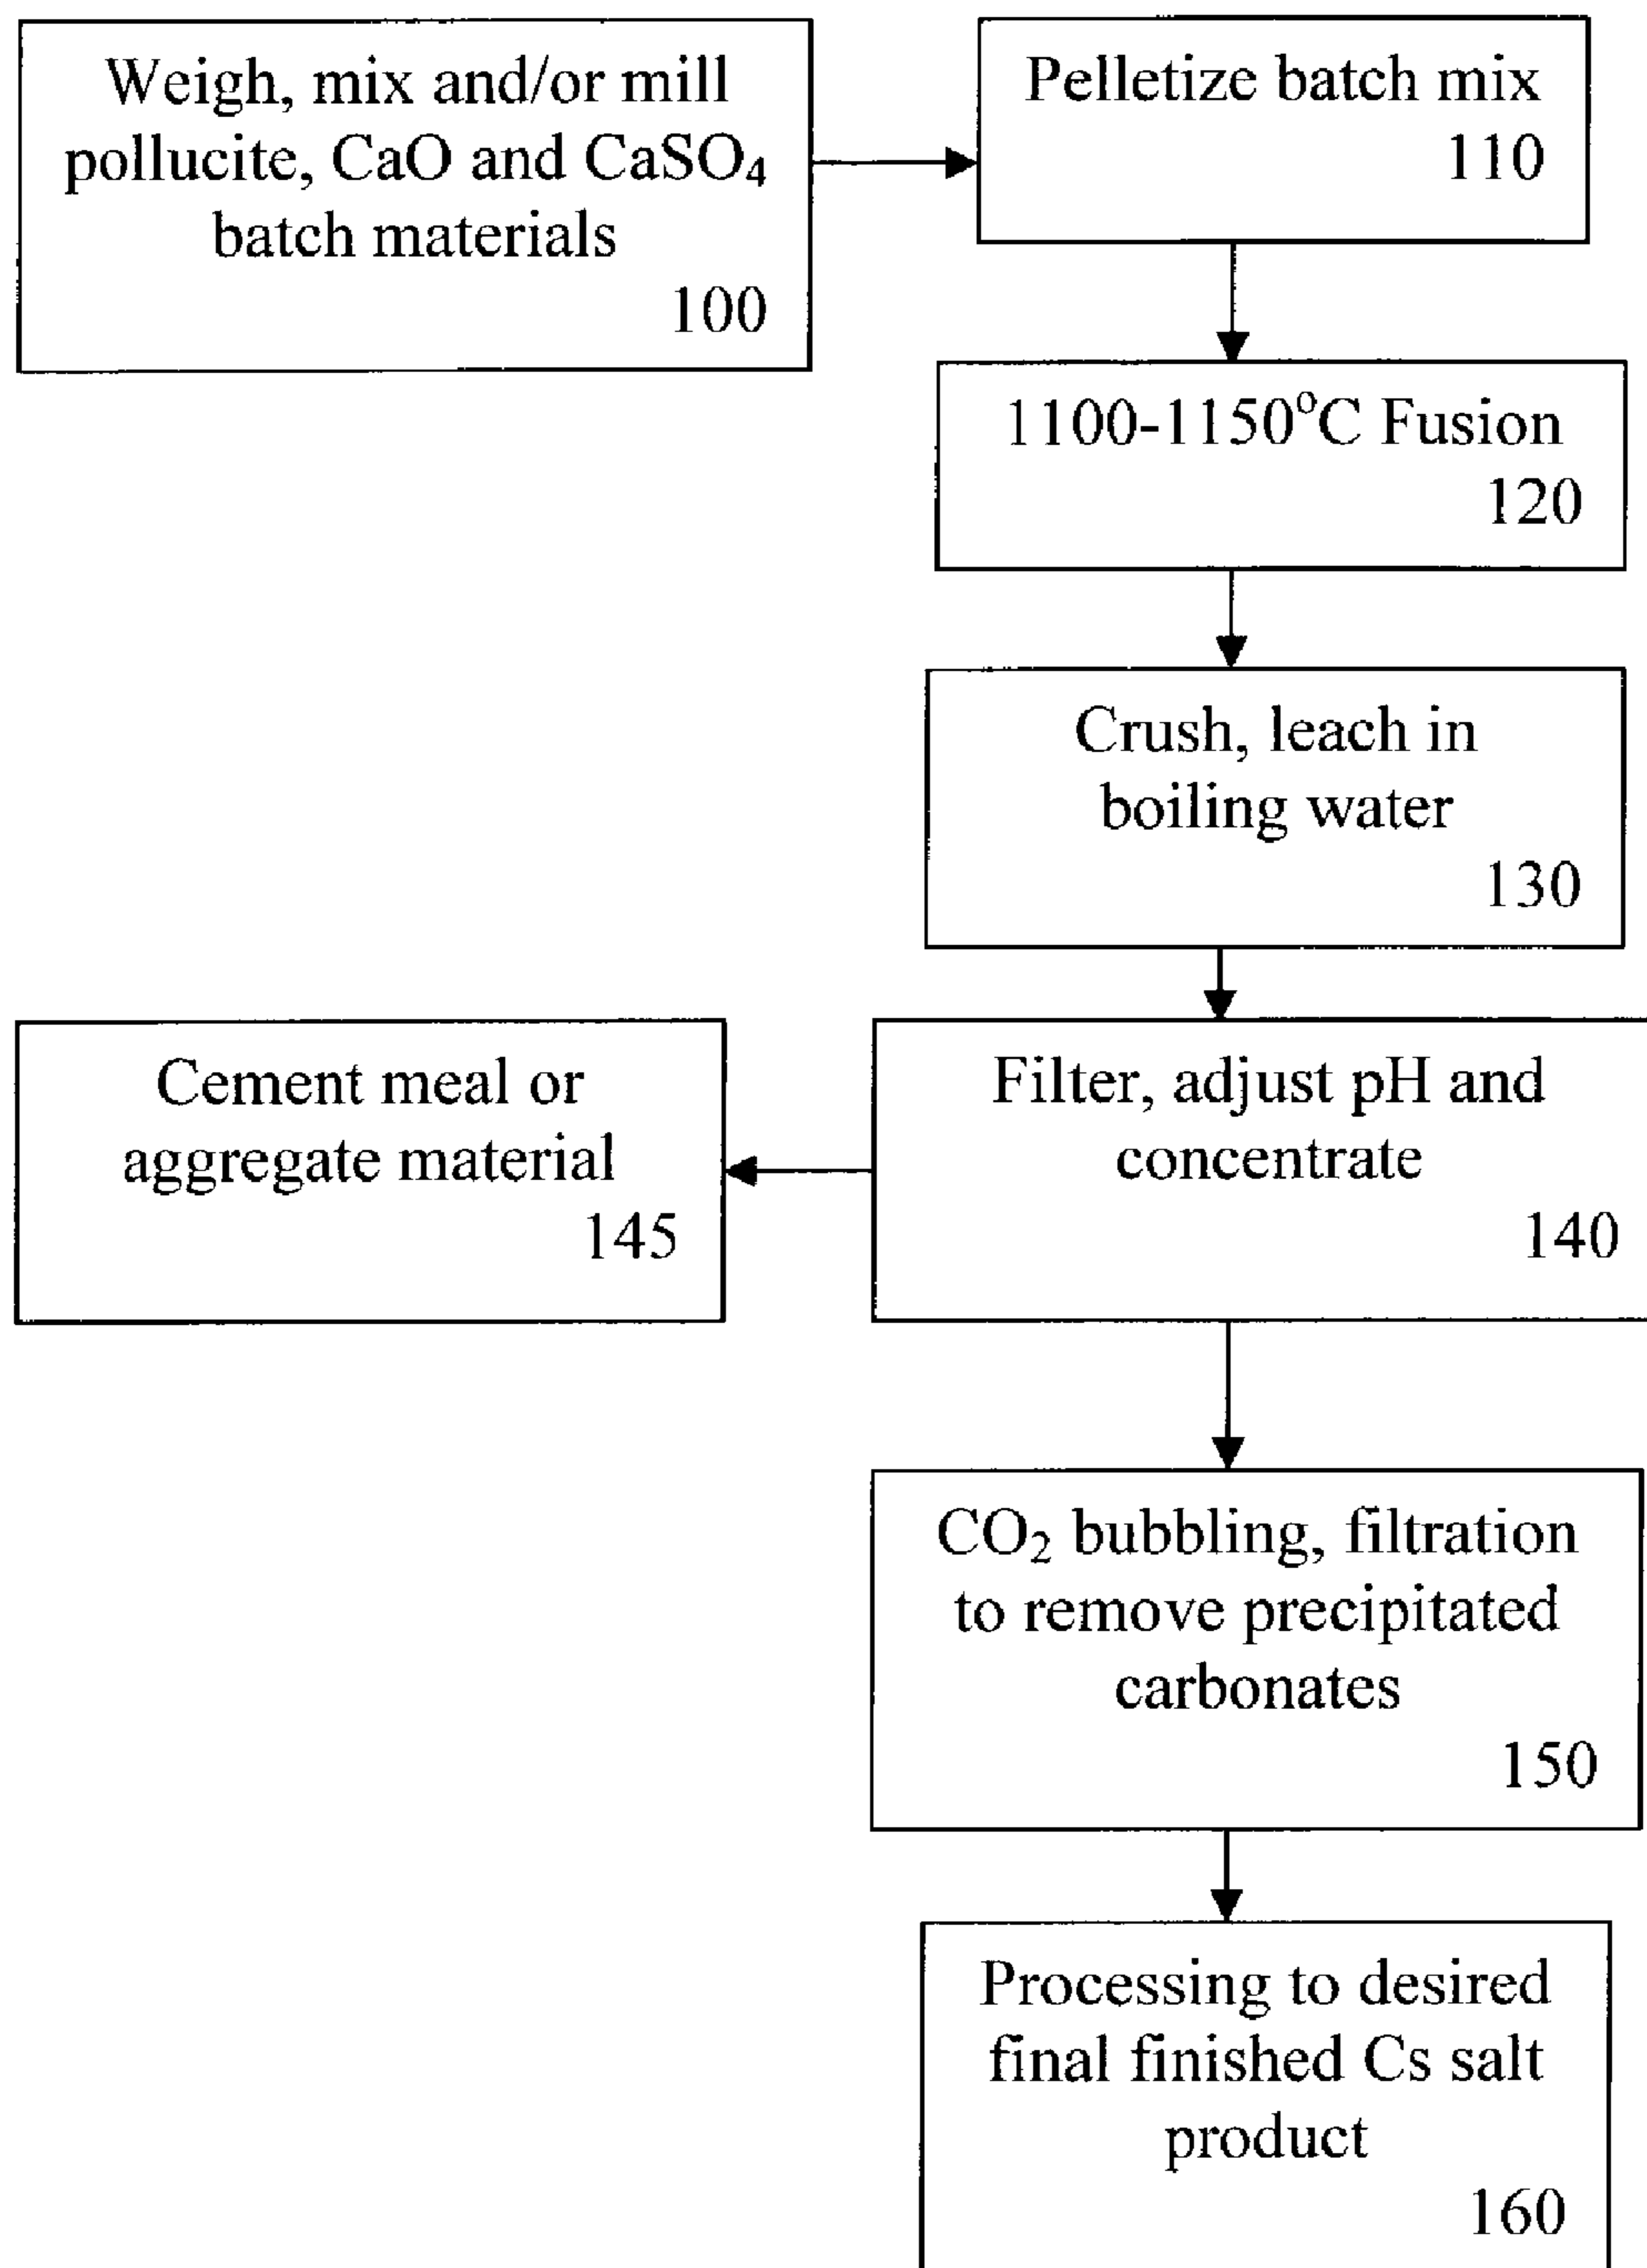 Weigh, mix and/or mill
pollucite, CaO and CaSO₄
batch materials
100
Pelletize batch mix
110
1100-1150°C Fusion
120
Crush, leach in
boiling water
130
Filter, adjust pH and
concentrate
140
Cement meal or
aggregate material
145
CO₂ bubbling, filtration
to remove precipitated
carbonates
150
Processing to desired
final finished Cs salt
product
160